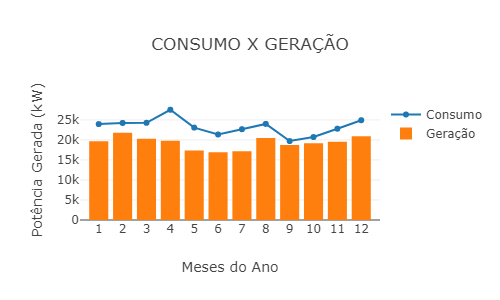 CONSUMO X GERAÇÃO
Potência Gerada (kW)
25k
20k
15k
10k
5k
0
1 2 3 4 5 6 7 8 9 10 11 12
Meses do Ano
Consumo
Geração